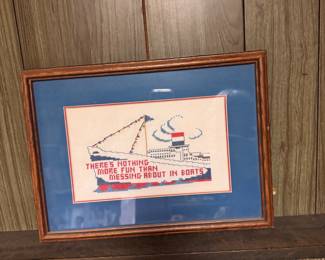 THERE'S NOTHING
MORE FUN THAN
MESSING ABOUT IN BOATS